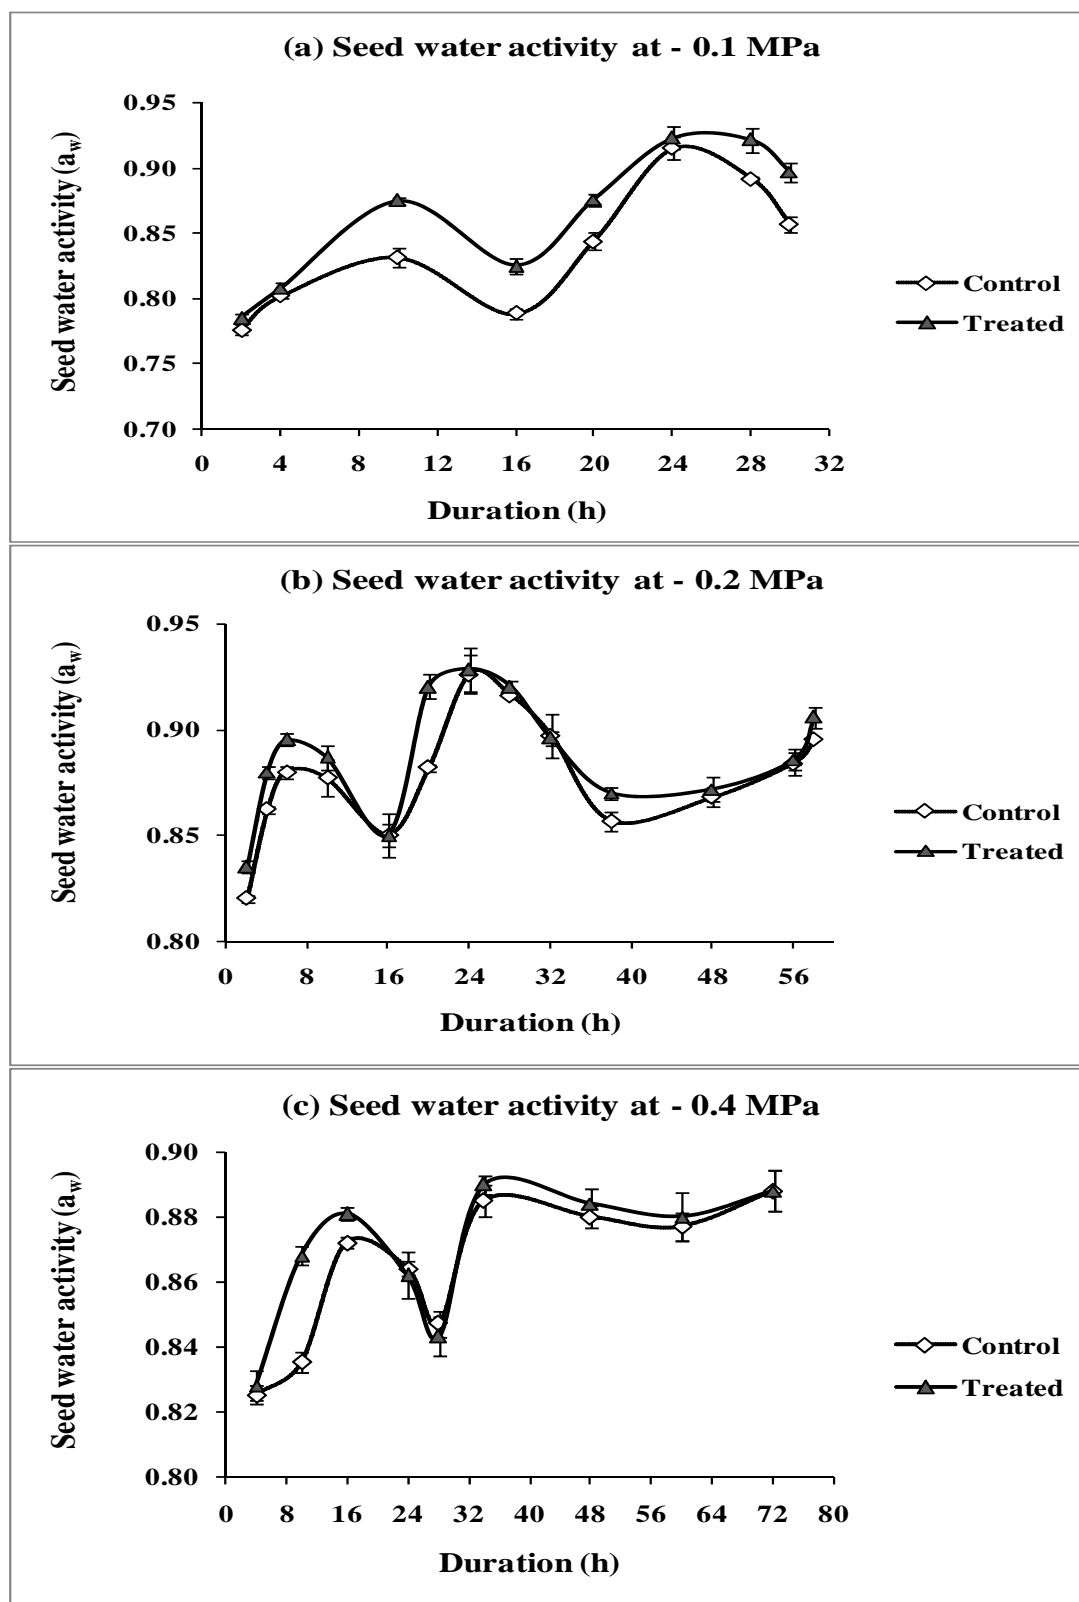 (a) Seed water activity at - 0.1 MPa
Seed water activity (aw)
0.95
0.90
0.85
0.80
0.75
0.70
0 4 8 12 16 20 24 28 32
Duration (h)
Control
Treated
(b) Seed water activity at - 0.2 MPa
Seed water activity (aw)
0.95
0.90
0.85
0.80
0 8 16 24 32 40 48 56
Duration (h)
Control
Treated
(c) Seed water activity at - 0.4 MPa
Seed water activity (aw)
0.90
0.88
0.86
0.84
0.82
0.80
0 8 16 24 32 40 48 56 64 72 80
Duration (h)
Control
Treated